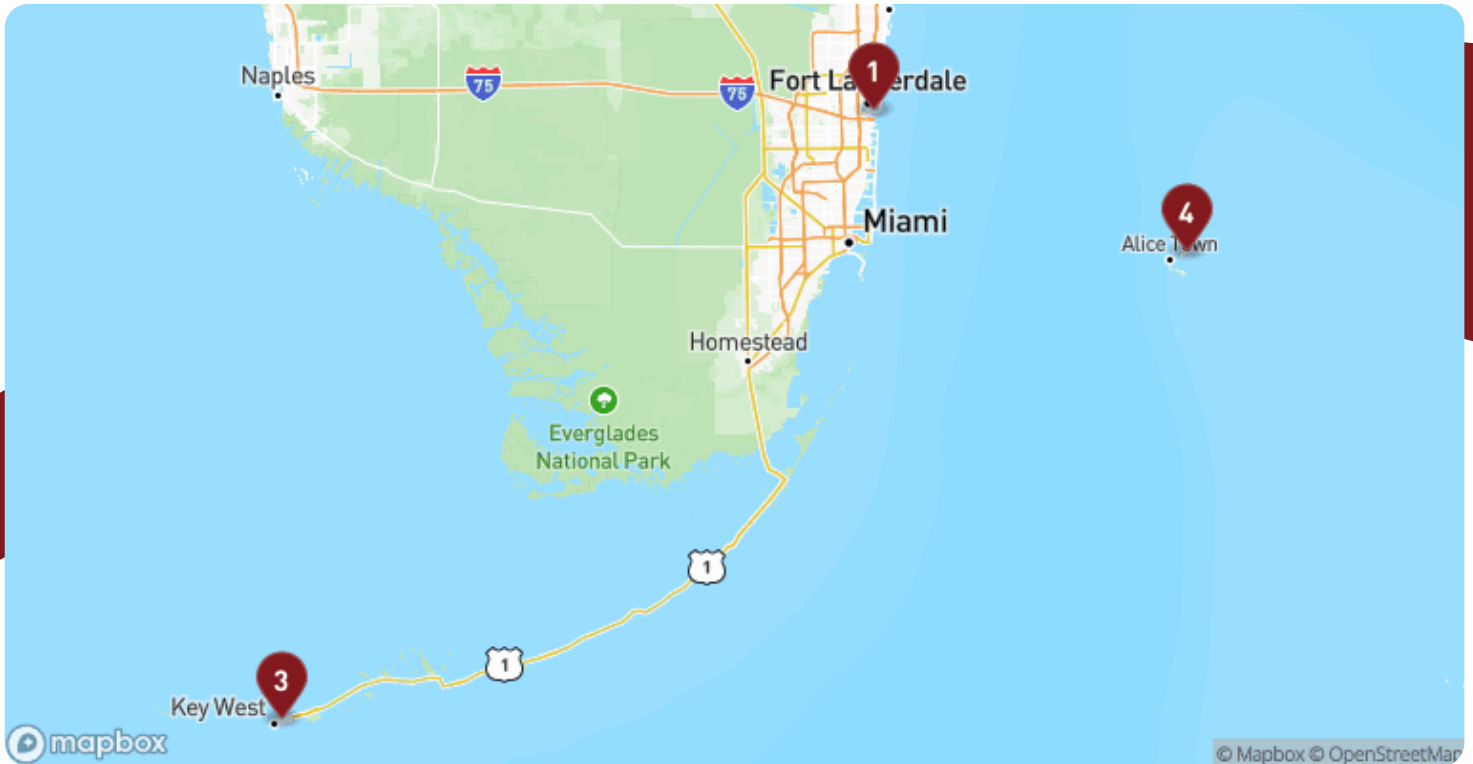 Naples
75
75
Fort Lauderdale
1
Miami
4
Alice Town
Homestead
Everglades
National Park
1
1
3
Key West
mapbox
© Mapbox © OpenStreetMap